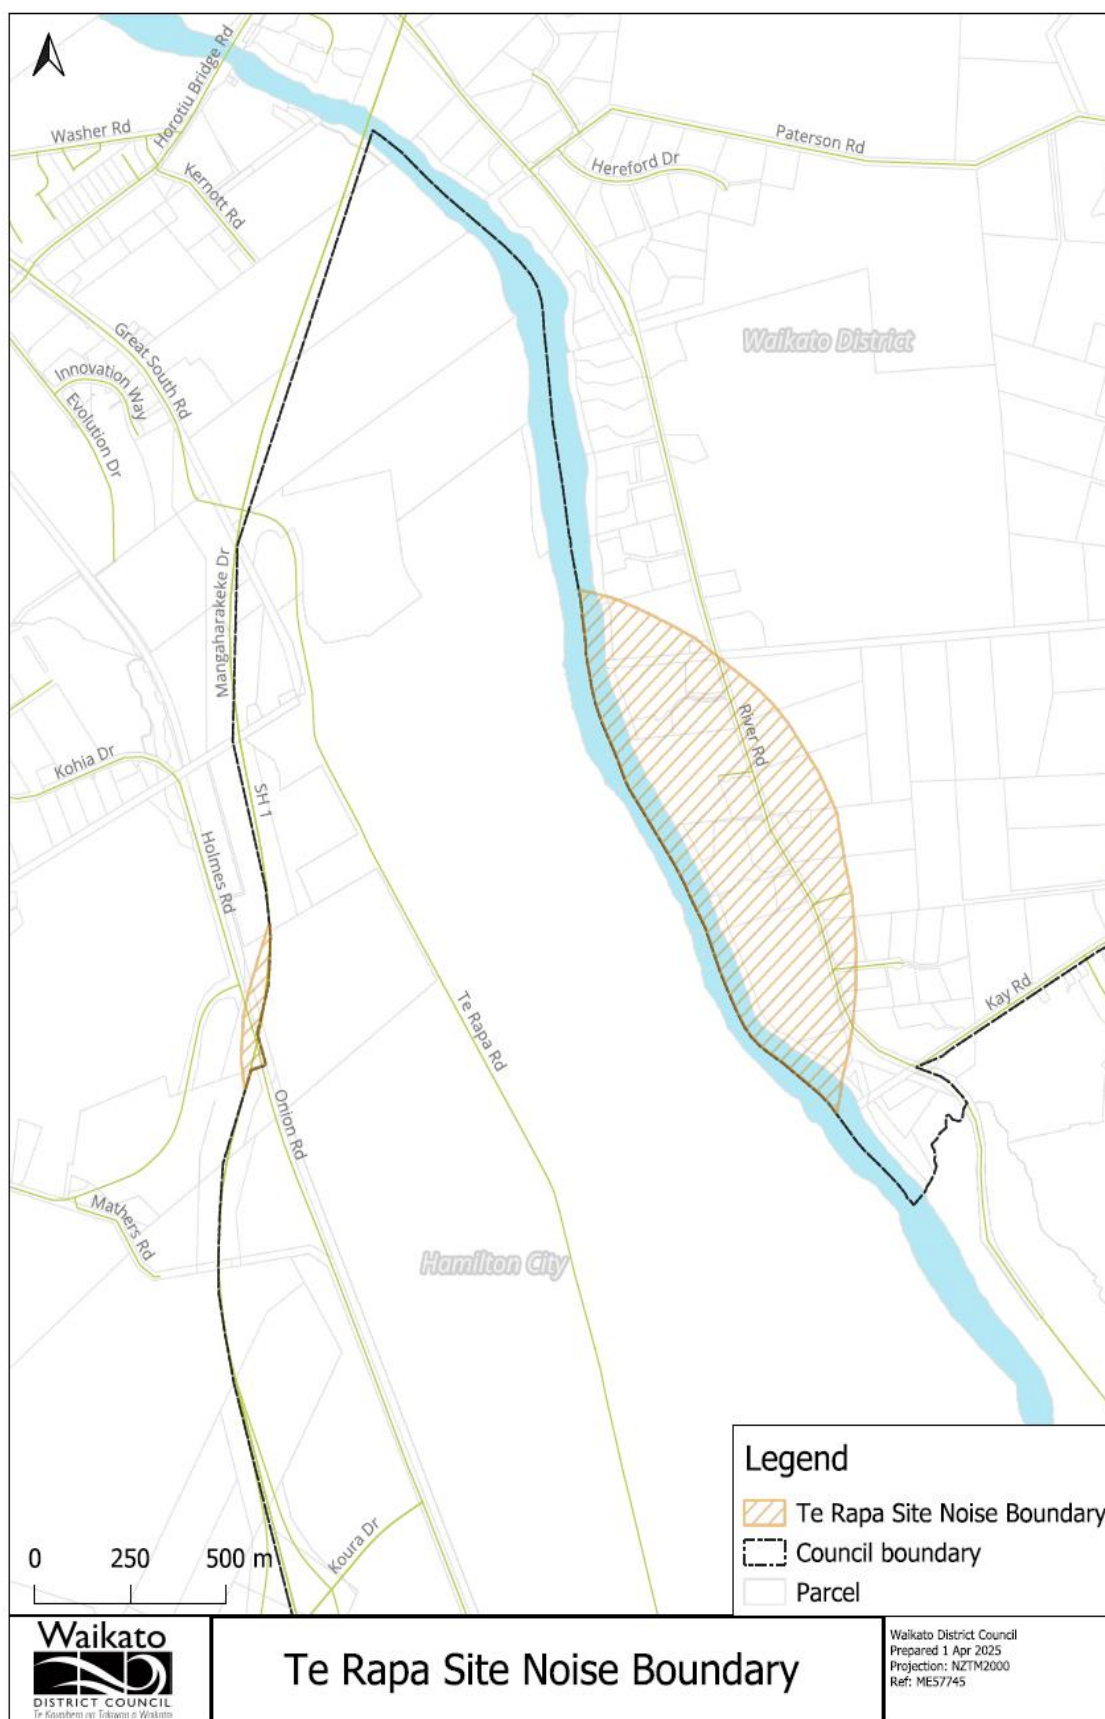 Horotiu Bridge Rd
Washer Rd
Kernott Rd
Paterson Rd
Hereford Dr
Great South Rd
Innovation Way
Evolution Dr
Waikato District
Mangaharakeke Dr
River Rd
Kohia Dr
SH 1
Holmes Rd
Kay Rd
Te Rapa Rd
Onion Rd
Mathers Rd
Hamilton City
Koura Dr
Legend
Te Rapa Site Noise Boundary
Council boundary
Parcel
0 250 500 m
Waikato
DISTRICT COUNCIL
Te Rapa Site Noise Boundary
Waikato District Council
Prepared 1 Apr 2025
Projection: NZTM2000
Ref: ME57745